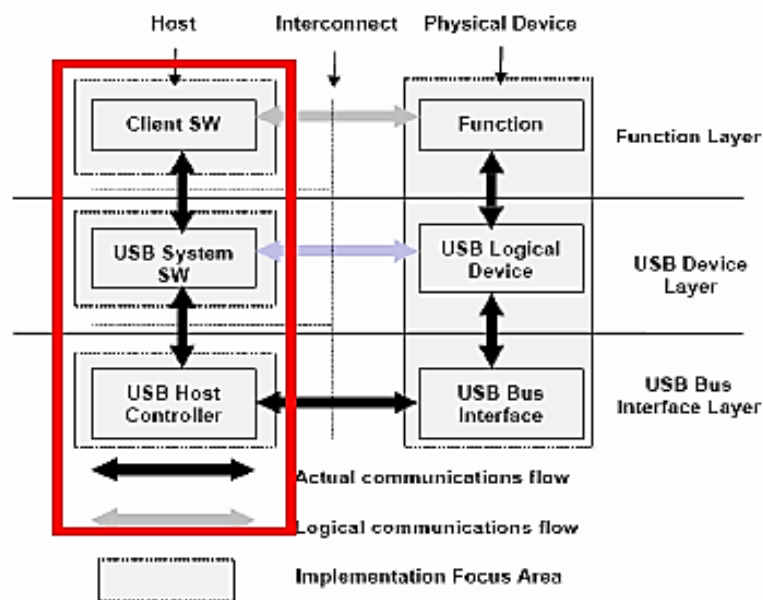 Host
Interconnect
Physical Device
Client SW
Function
Function Layer
USB System
SW
USB Logical
Device
USB Device
Layer
USB Host
Controller
USB Bus
Interface
USB Bus
Interface Layer
Actual communications flow
Logical communications flow
Implementation Focus Area